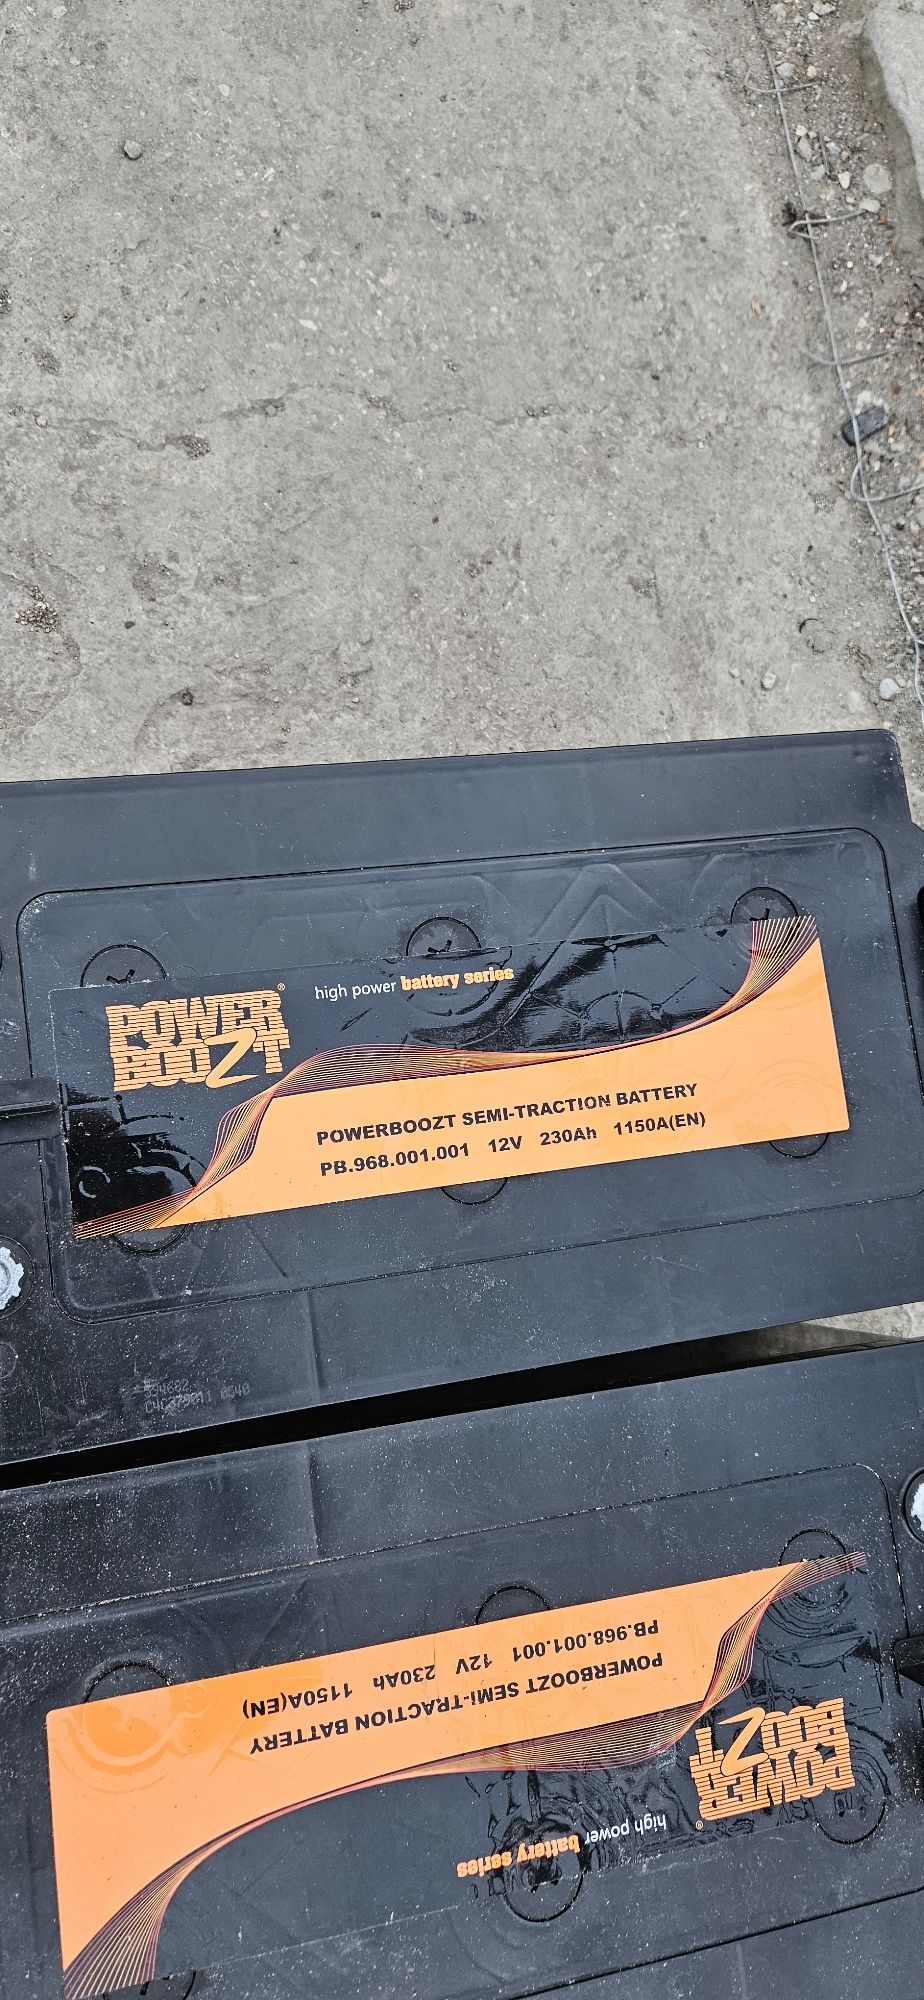 POWER
BOOZT®
high power battery series
POWERBOOZT SEMI-TRACTION BATTERY
PB.968.001.001 12V 230Ah 1150A(EN)
POWER
BOOZT®
high power battery series
POWERBOOZT SEMI-TRACTION BATTERY
PB.968.001.001 12V 230Ah 1150A(EN)